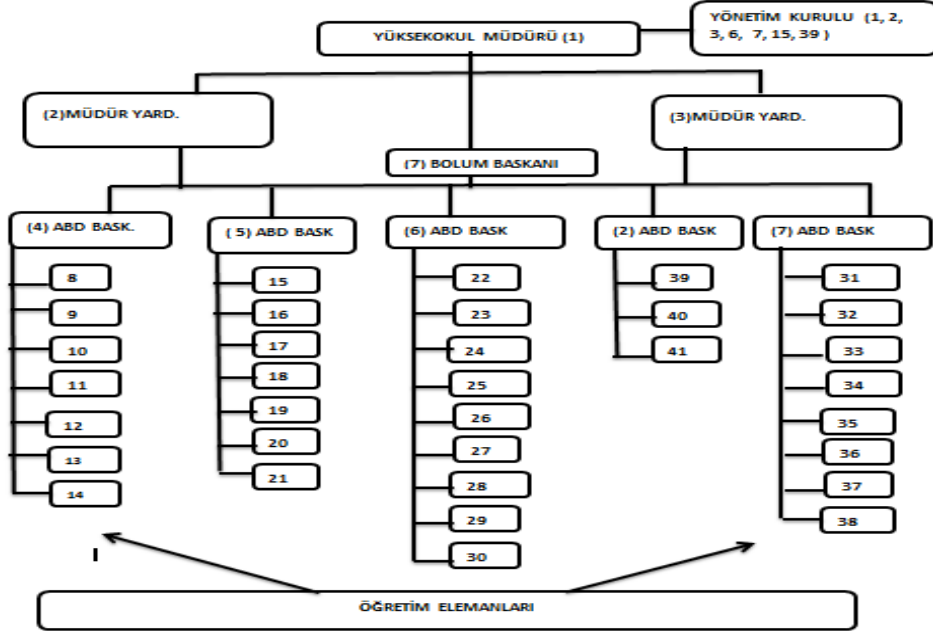 YÜKSEKOKUL MÜDÜRÜ (1)
YÖNETİM KURULU (1, 2,
3, 6, 7, 15, 39 )
(2)MÜDÜR YARD.
(3)MÜDÜR YARD.
(7) BOLUM BASKANI
(4) ABD BASK.
( 5) ABD BASK
(6) ABD BASK
(2) ABD BASK
(7) ABD BASK
8
9
10
11
12
13
14
15
16
17
18
19
20
21
22
23
24
25
26
27
28
29
30
39
40
41
31
32
33
34
35
36
37
38
I
ÖĞRETİM ELEMANLARI